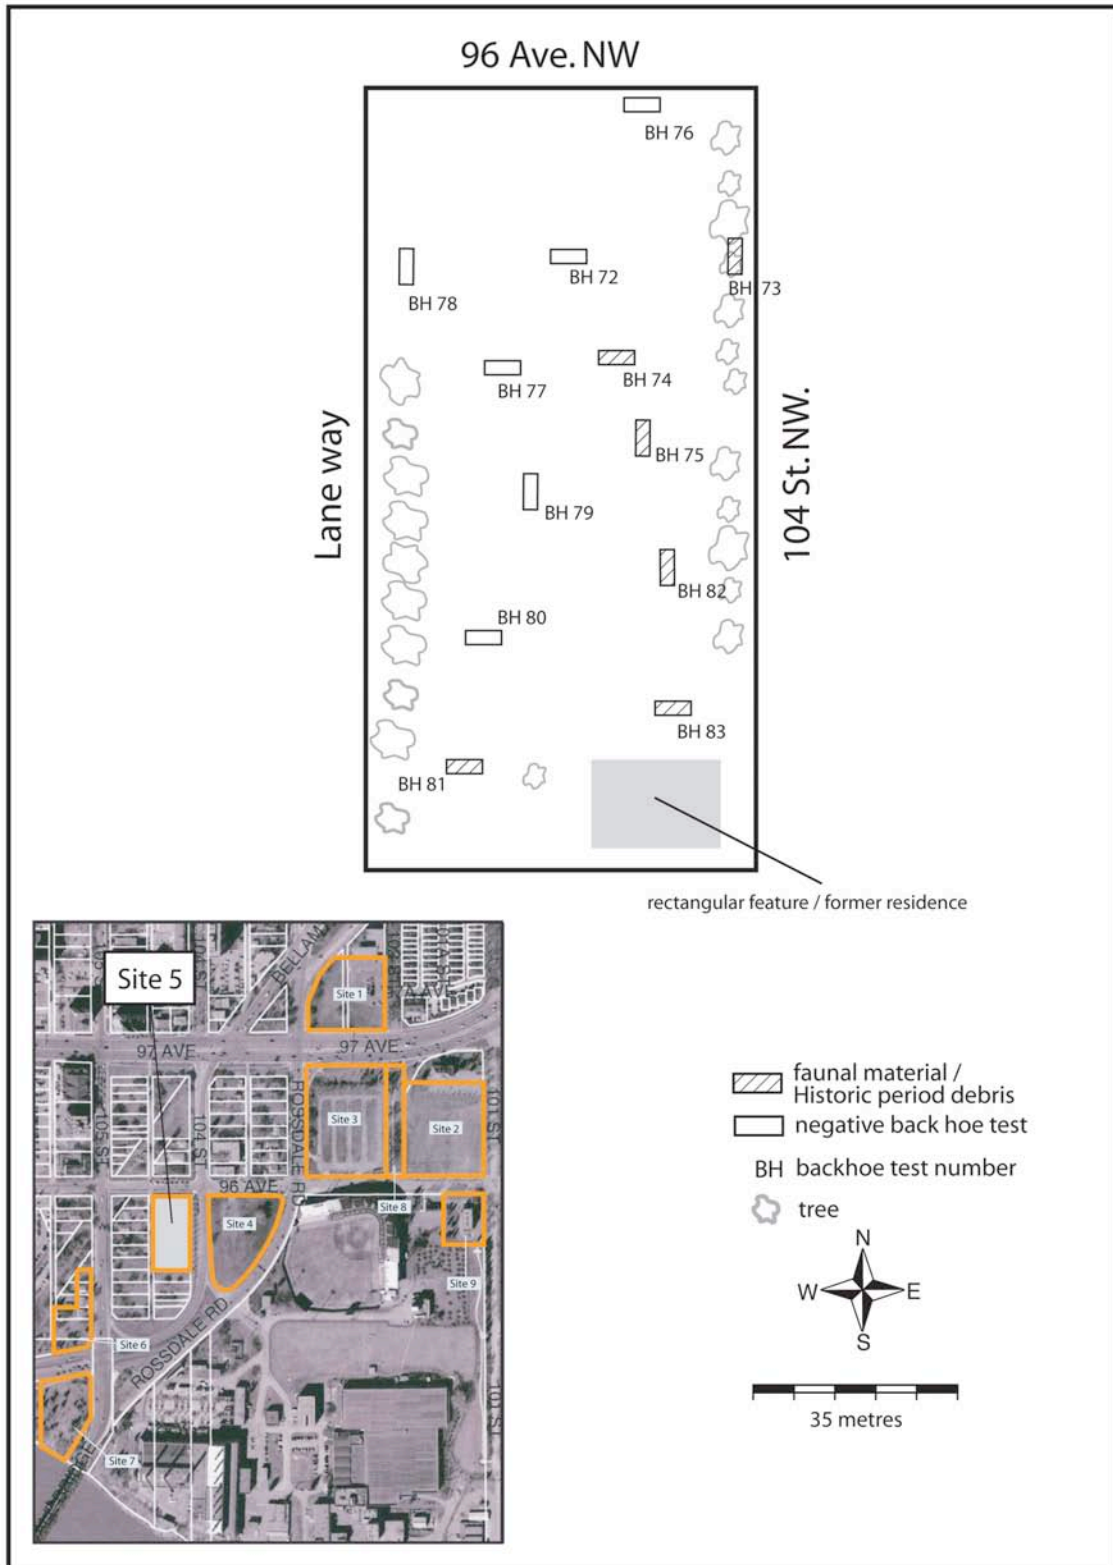 96 Ave. NW
BH 76
BH 73
BH 72
BH 78
BH 74
BH 77
BH 75
Lane way
104 St. NW.
BH 79
BH 82
BH 80
BH 83
BH 81
rectangular feature / former residence
Site 5
104 ST
BELLAM
Site 1
97 AVE
97 AVE
105 ST
104 ST
ROSSDALE RD
Site 3
Site 2
101 ST
96 AVE
Site 4
Site 8
Site 9
Site 6
ROSSDALE RD
Site 7
101 ST
faunal material /
Historic period debris
negative back hoe test
BH backhoe test number
tree
N
W E
S
35 metres